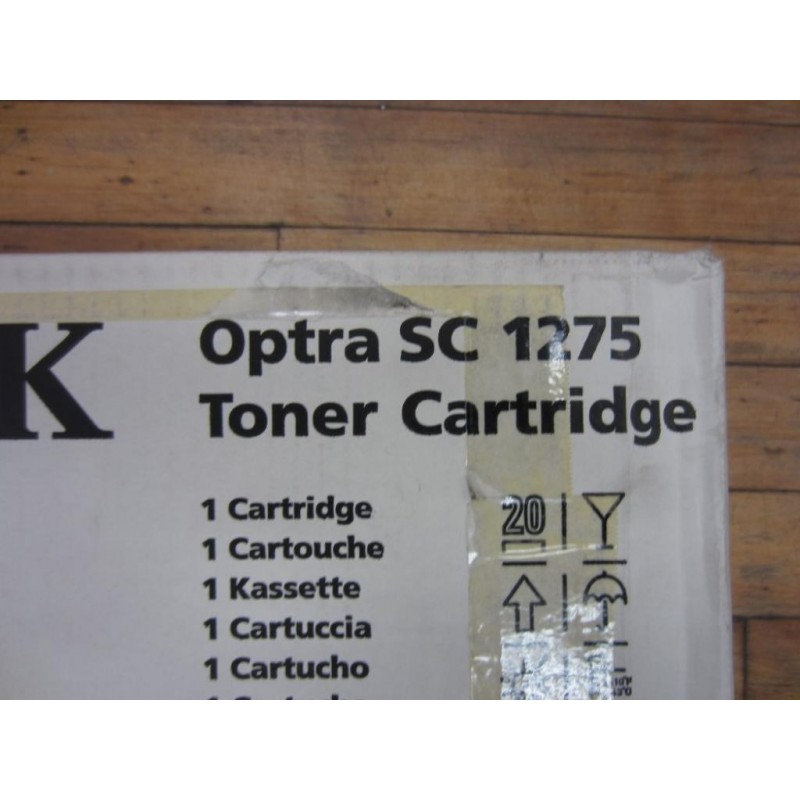 K
Optra SC 1275
Toner Cartridge
1 Cartridge
1 Cartouche
1 Kassette
1 Cartuccia
1 Cartucho
20